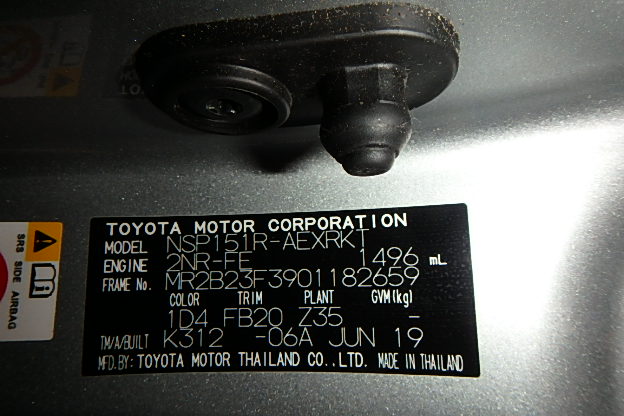 TOYOTA MOTOR CORPORATION
MODEL NSP151R-AEXRKT
ENGINE 2NR-FE 1496 mL
FRAME No. MR2B23F3901182659
COLOR TRIM PLANT GVM(kg)
1D4 FB20 Z35 -
TM/A/BUILT K312 -06A JUN 19
MFD. BY: TOYOTA MOTOR THAILAND CO., LTD. MADE IN THAILAND
SRS SIDE AIRBAG